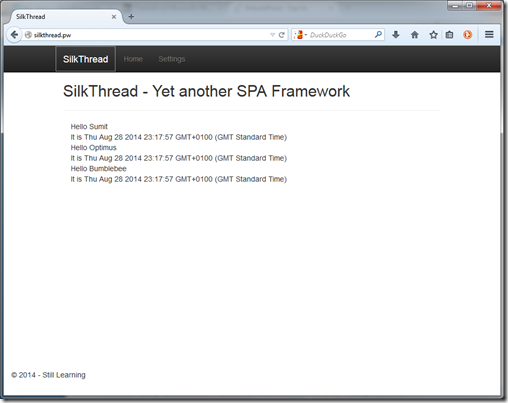 SilkThread
silkthread.pw
DuckDuckGo
SilkThread Home Settings
SilkThread - Yet another SPA Framework
Hello Sumit
It is Thu Aug 28 2014 23:17:57 GMT+0100 (GMT Standard Time)
Hello Optimus
It is Thu Aug 28 2014 23:17:57 GMT+0100 (GMT Standard Time)
Hello Bumblebee
It is Thu Aug 28 2014 23:17:57 GMT+0100 (GMT Standard Time)
© 2014 - Still Learning